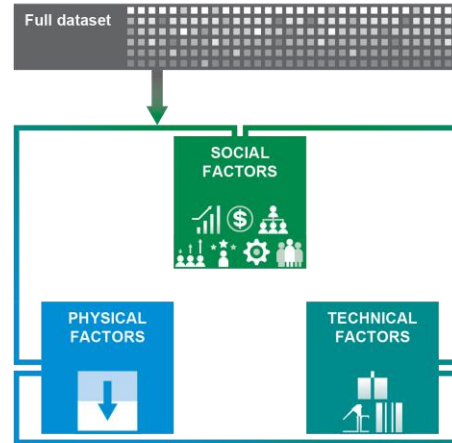 Full dataset
SOCIAL
FACTORS
$
PHYSICAL
FACTORS
TECHNICAL
FACTORS